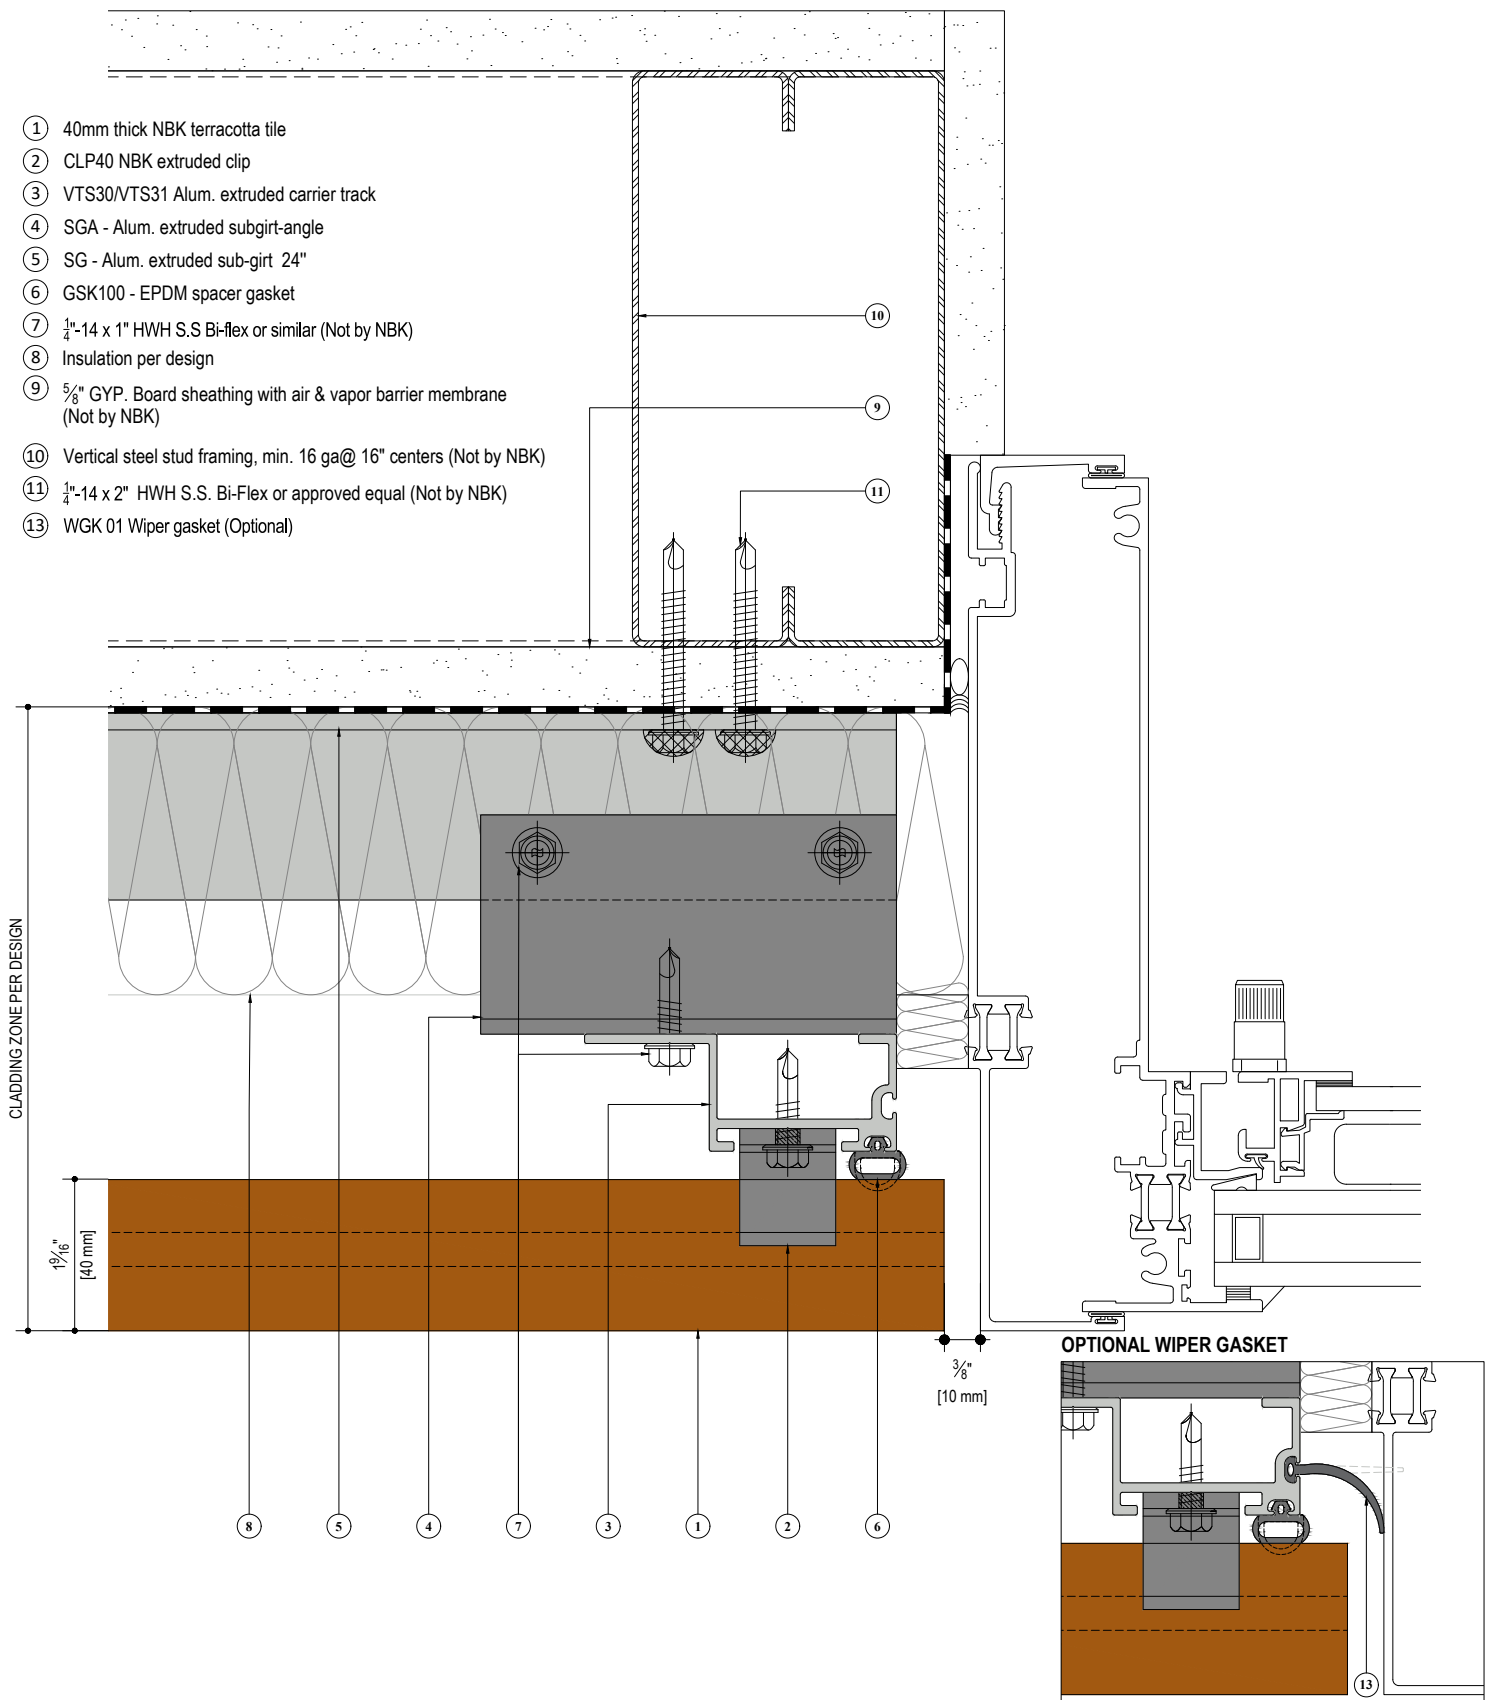 1 40mm thick NBK terracotta tile
2 CLP40 NBK extruded clip
3 VTS30/VTS31 Alum. extruded carrier track
4 SGA - Alum. extruded subgirt-angle
5 SG - Alum. extruded sub-girt 24"
6 GSK100 - EPDM spacer gasket
7 1/4"-14 x 1" HWH S.S Bi-flex or similar (Not by NBK)
8 Insulation per design
9 5/8" GYP. Board sheathing with air & vapor barrier membrane
(Not by NBK)
10 Vertical steel stud framing, min. 16 ga@ 16" centers (Not by NBK)
11 1/4"-14 x 2" HWH S.S. Bi-Flex or approved equal (Not by NBK)
13 WGK 01 Wiper gasket (Optional)
10
9
11
CLADDING ZONE PER DESIGN
1 9/16"
[40 mm]
3/8"
[10 mm]
OPTIONAL WIPER GASKET
8 5 4 7 3 1 2 6
13